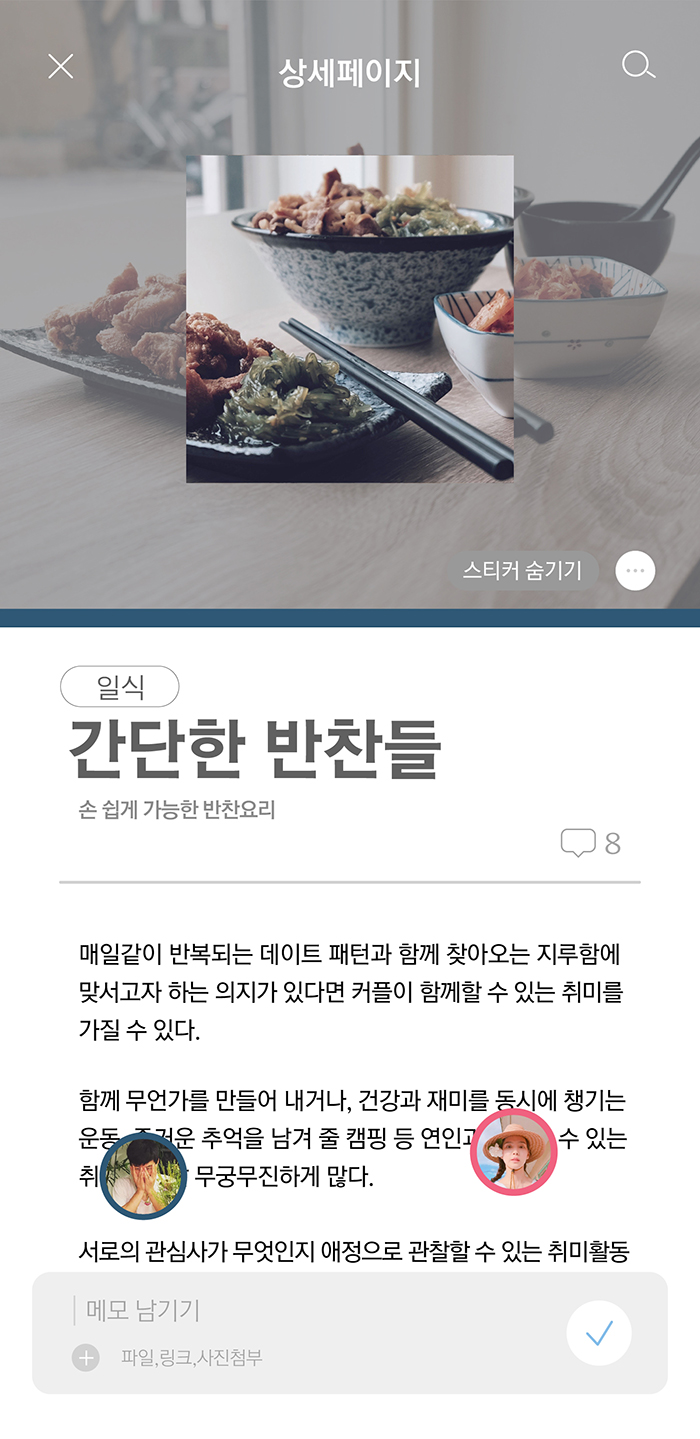 상세페이지
스티커 숨기기
일식
간단한 반찬들
손 쉽게 가능한 반찬요리
8
매일같이 반복되는 데이트 패턴과 함께 찾아오는 지루함에
맞서고자 하는 의지가 있다면 커플이 함께할 수 있는 취미를
가질 수 있다.
함께 무언가를 만들어 내거나, 건강과 재미를 동시에 챙기는
운동, 추억을 남겨 줄 캠핑 등 수 있는
무궁무진하게 많다.
서로의 관심사가 무엇인지 애정으로 관찰할 수 있는 취미활동
메모 남기기
파일,링크,사진첨부